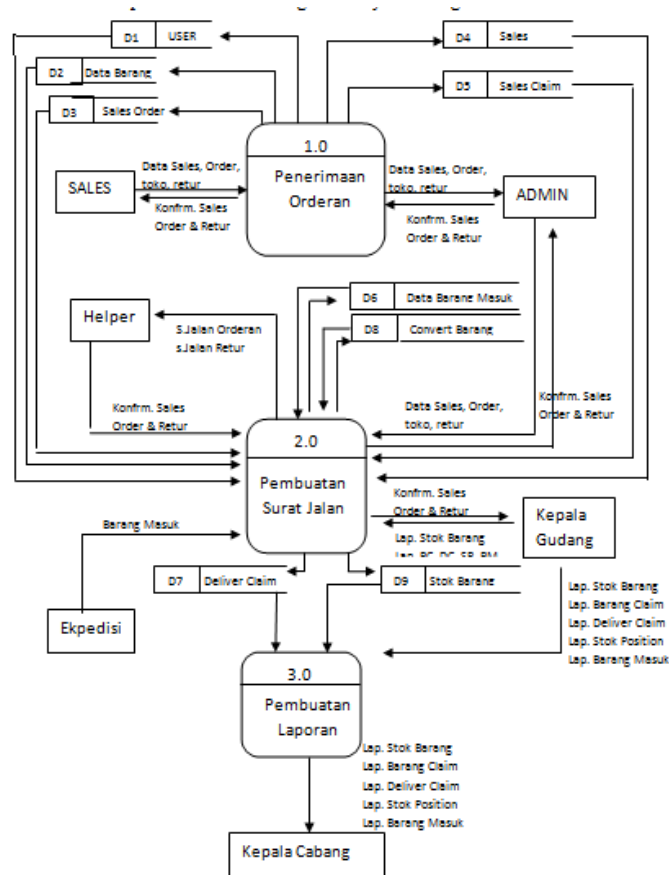 D1 USER
D4 Sales
D2 Data Barang
D5 Sales Claim
D3 Sales Order
1.0
Penerimaan
Orderan
SALES
Data Sales, Order,
toko, retur
Konfrm. Sales
Order & Retur
Data Sales, Order,
toko, retur
Konfrm. Sales
Order & Retur
ADMIN
D6 Data Barang Masuk
D8 Convert Barang
Helper
S.Jalan Orderan
s.Jalan Retur
Konfrm. Sales
Order & Retur
Data Sales, Order,
toko, retur
Konfrm. Sales
Order & Retur
2.0
Pembuatan
Surat Jalan
Konfrm. Sales
Order & Retur
Lap. Stok Barang
Kepala
Gudang
Barang Masuk
D7 Deliver Claim
D9 Stok Barang
Ekpedisi
Lap. Stok Barang
Lap. Barang Claim
Lap. Deliver Claim
Lap. Stok Position
Lap. Barang Masuk
3.0
Pembuatan
Laporan
Lap. Stok Barang
Lap. Barang Claim
Lap. Deliver Claim
Lap. Stok Position
Lap. Barang Masuk
Kepala Cabang